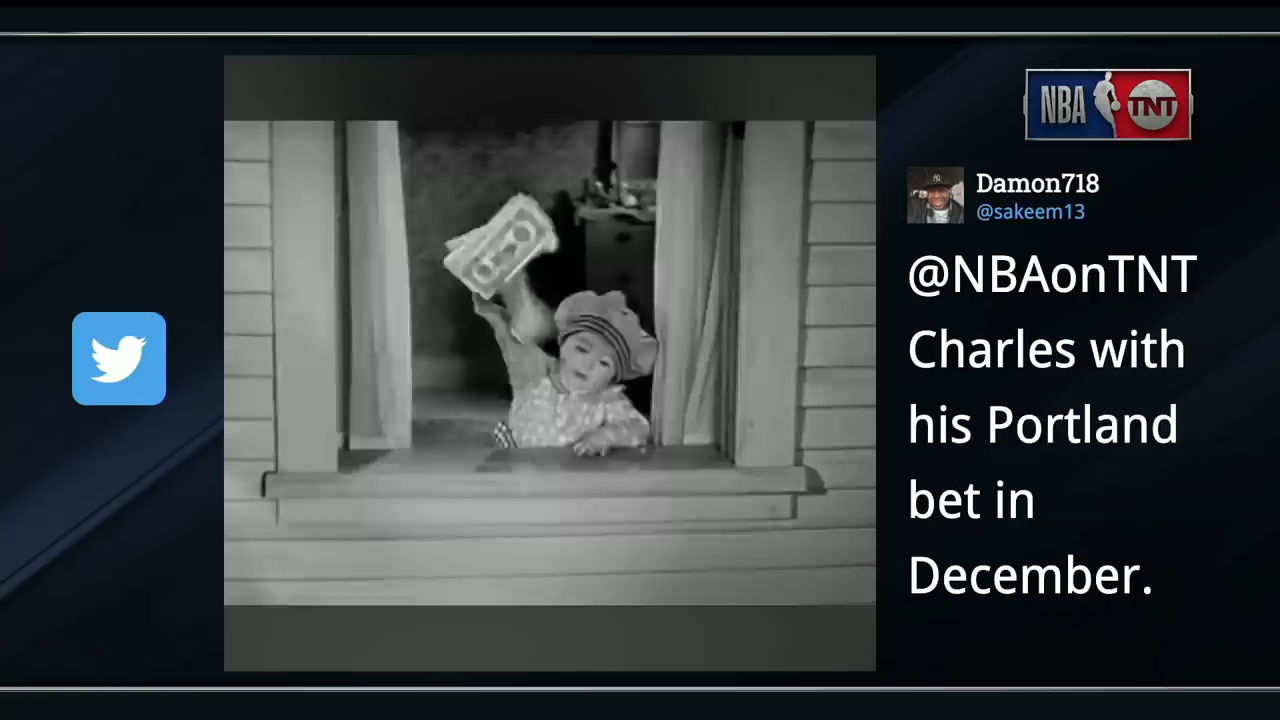 NBA TNT
Damon718
@sakeem13
@NBAonTNT
Charles with
his Portland
bet in
December.